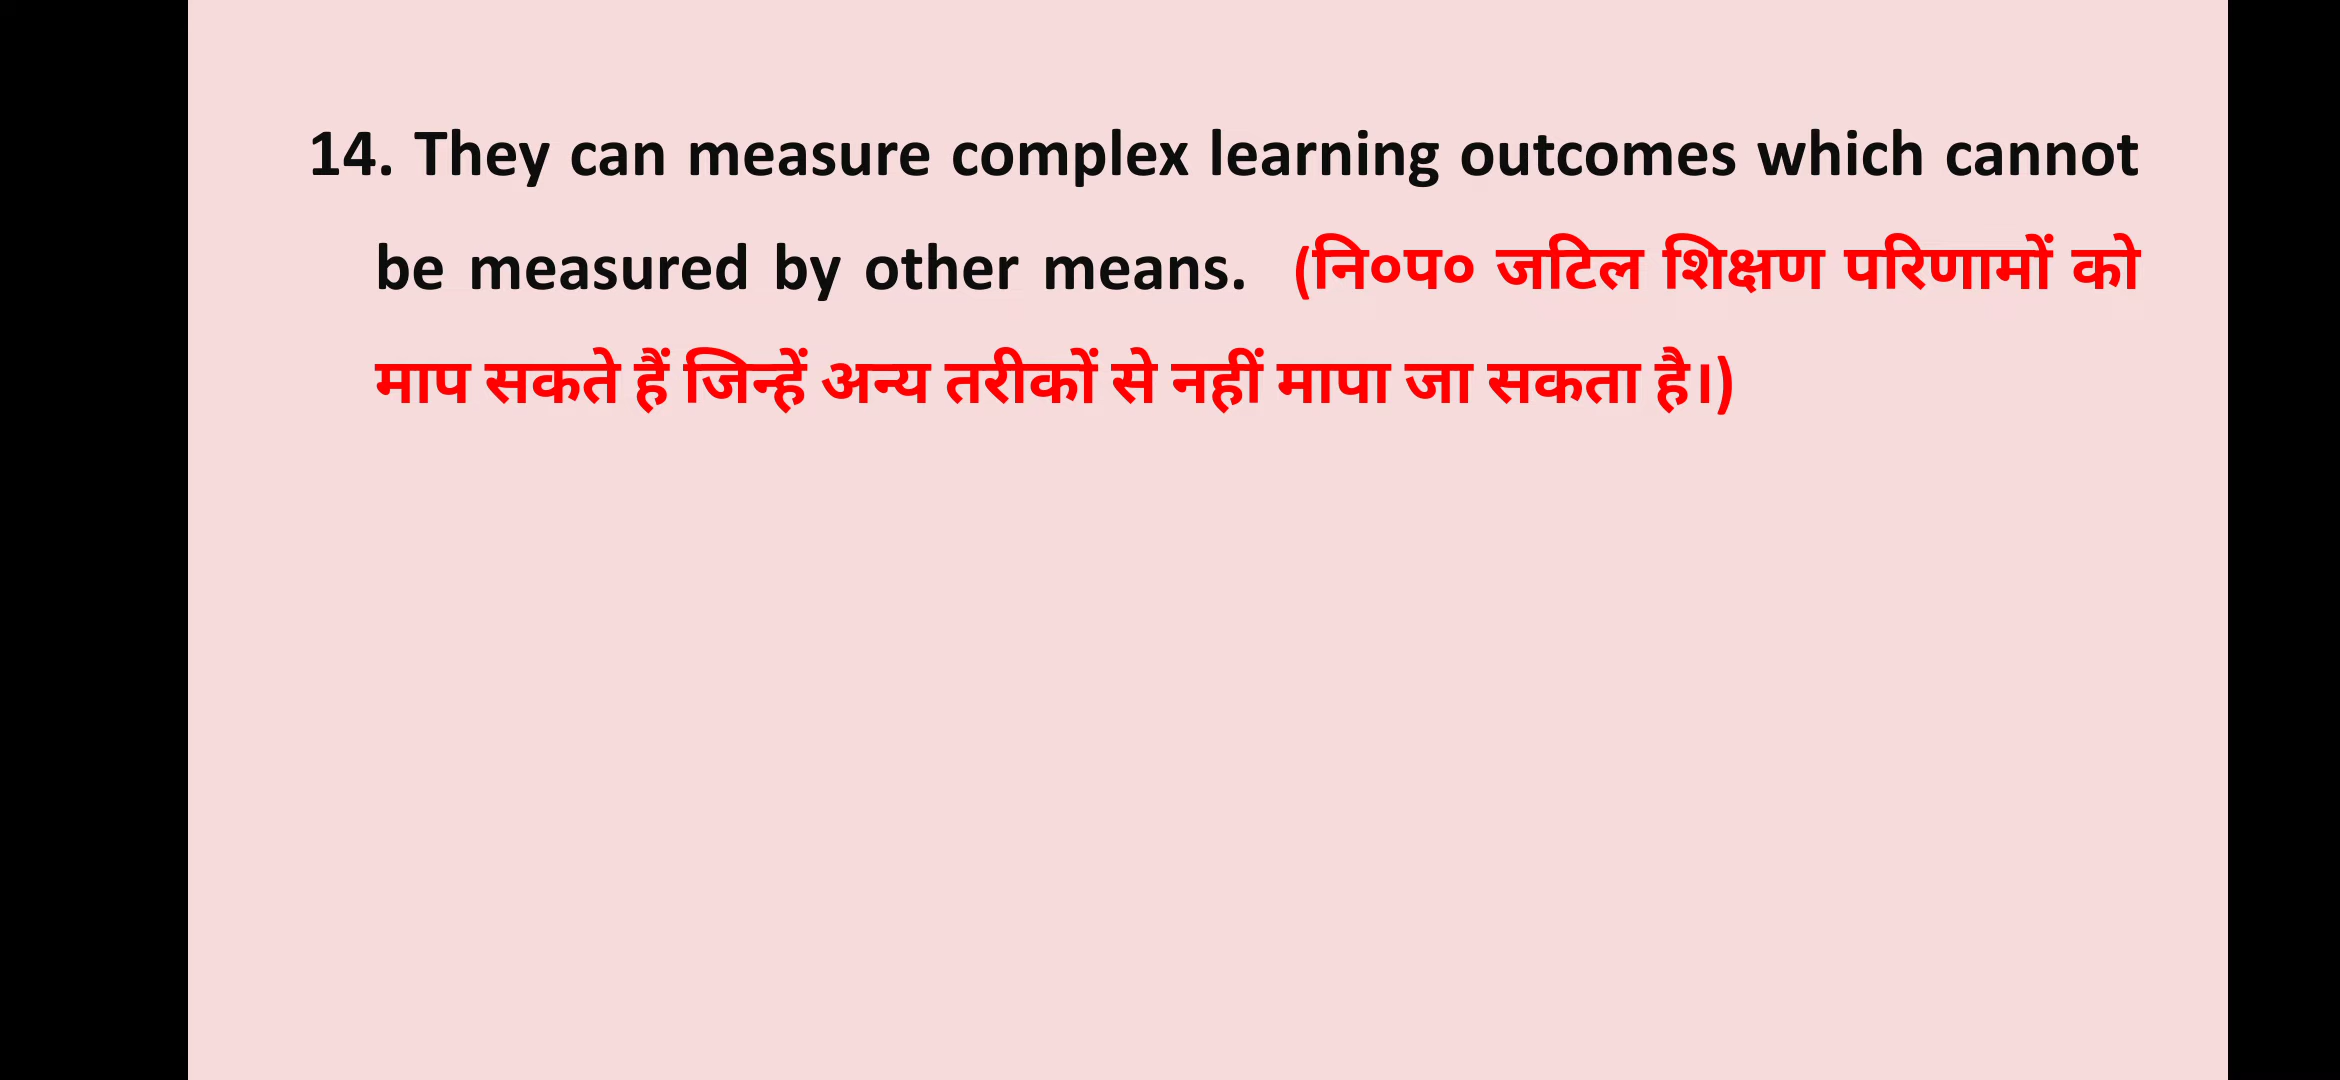 14. They can measure complex learning outcomes which cannot
be measured by other means. (नि०प० जटिल शिक्षण परिणामों को
माप सकते हैं जिन्हें अन्य तरीकों से नहीं मापा जा सकता है।)